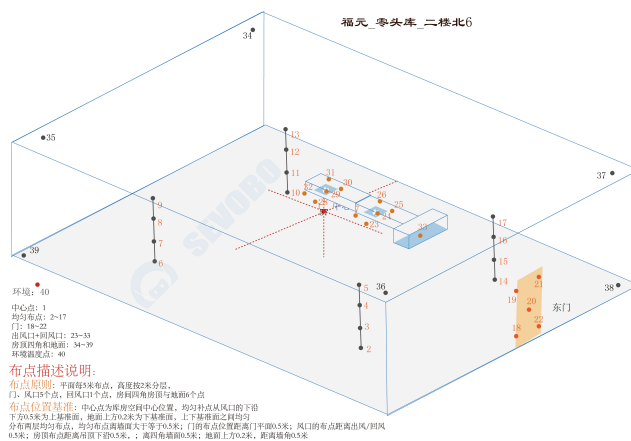 福元_零头库_二楼北6
34
35
13
12
11
10
31
30
32
29
28
26
25
24
23
33
37
9
8
7
6
17
16
15
14
39
5
4
3
2
36
38
21
19
20
22
18
东门
SINOBO
环境：40
中心点：1
均匀布点：2~17
门：18~22
出风口+回风口：23~33
房顶四角和地面：34~39
环境温度点：40
布点描述说明:
布点原则：平面每5米布点，高度按2米分层，
门、风口5个点，回风口1个点，房间四角房顶与地面6个点
布点位置基准：中心点为库房空间中心位置，均匀补点从风口的下沿
下方0.5米为上基准面，地面上方0.2米为下基准面，上下基准面之间均匀
分布两层均匀布点，均匀布点离墙面大于等于0.5米；门的布点位置距离门平面0.5米；风口的布点距离出风/回风
0.5米；房顶布点距离吊顶下沿0.5米，；离四角墙面0.5米；地面上方0.2米，距离墙角0.5米